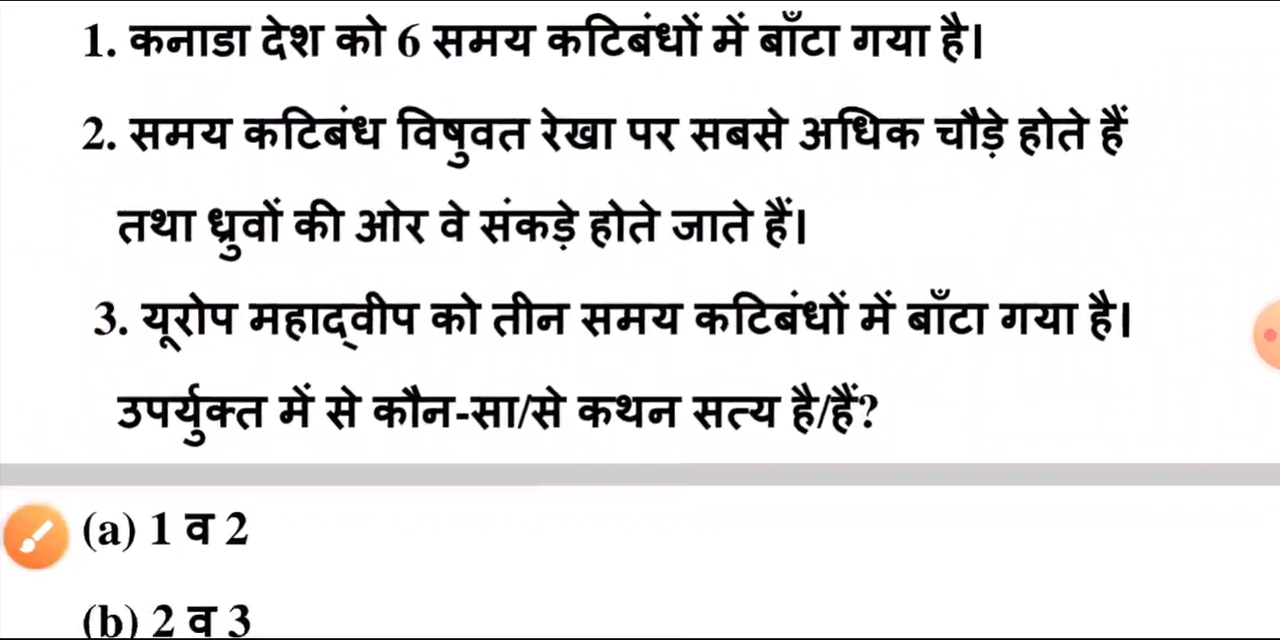 1. कनाडा देश को 6 समय कटिबंधों में बाँटा गया है।
2. समय कटिबंध विषुवत रेखा पर सबसे अधिक चौड़े होते हैं
तथा ध्रुवों की ओर वे संकड़े होते जाते हैं।
3. यूरोप महाद्वीप को तीन समय कटिबंधों में बाँटा गया है।
उपर्युक्त में से कौन-सा/से कथन सत्य है/हैं?
(a) 1 व 2
(b) 2 व 3